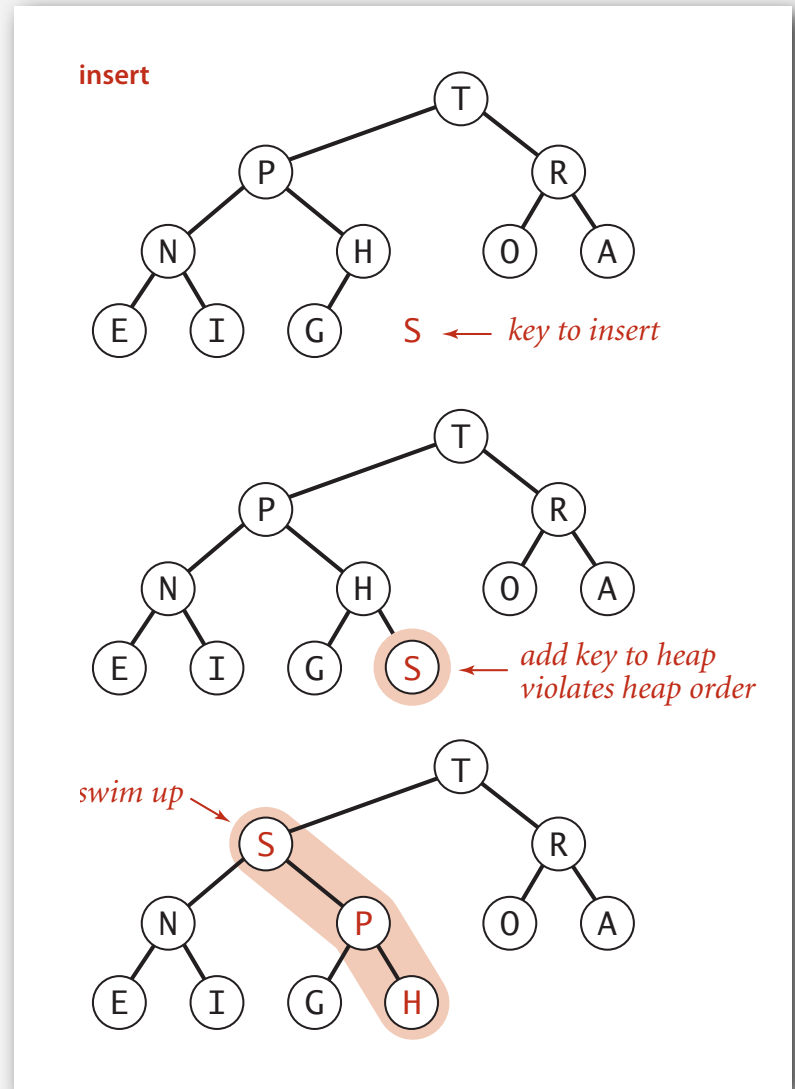 insert
T
P R
N H O A
E I G S key to insert
T
P R
N H O A
E I G S add key to heap
violates heap order
T
swim up
S R
N P O A
E I G H